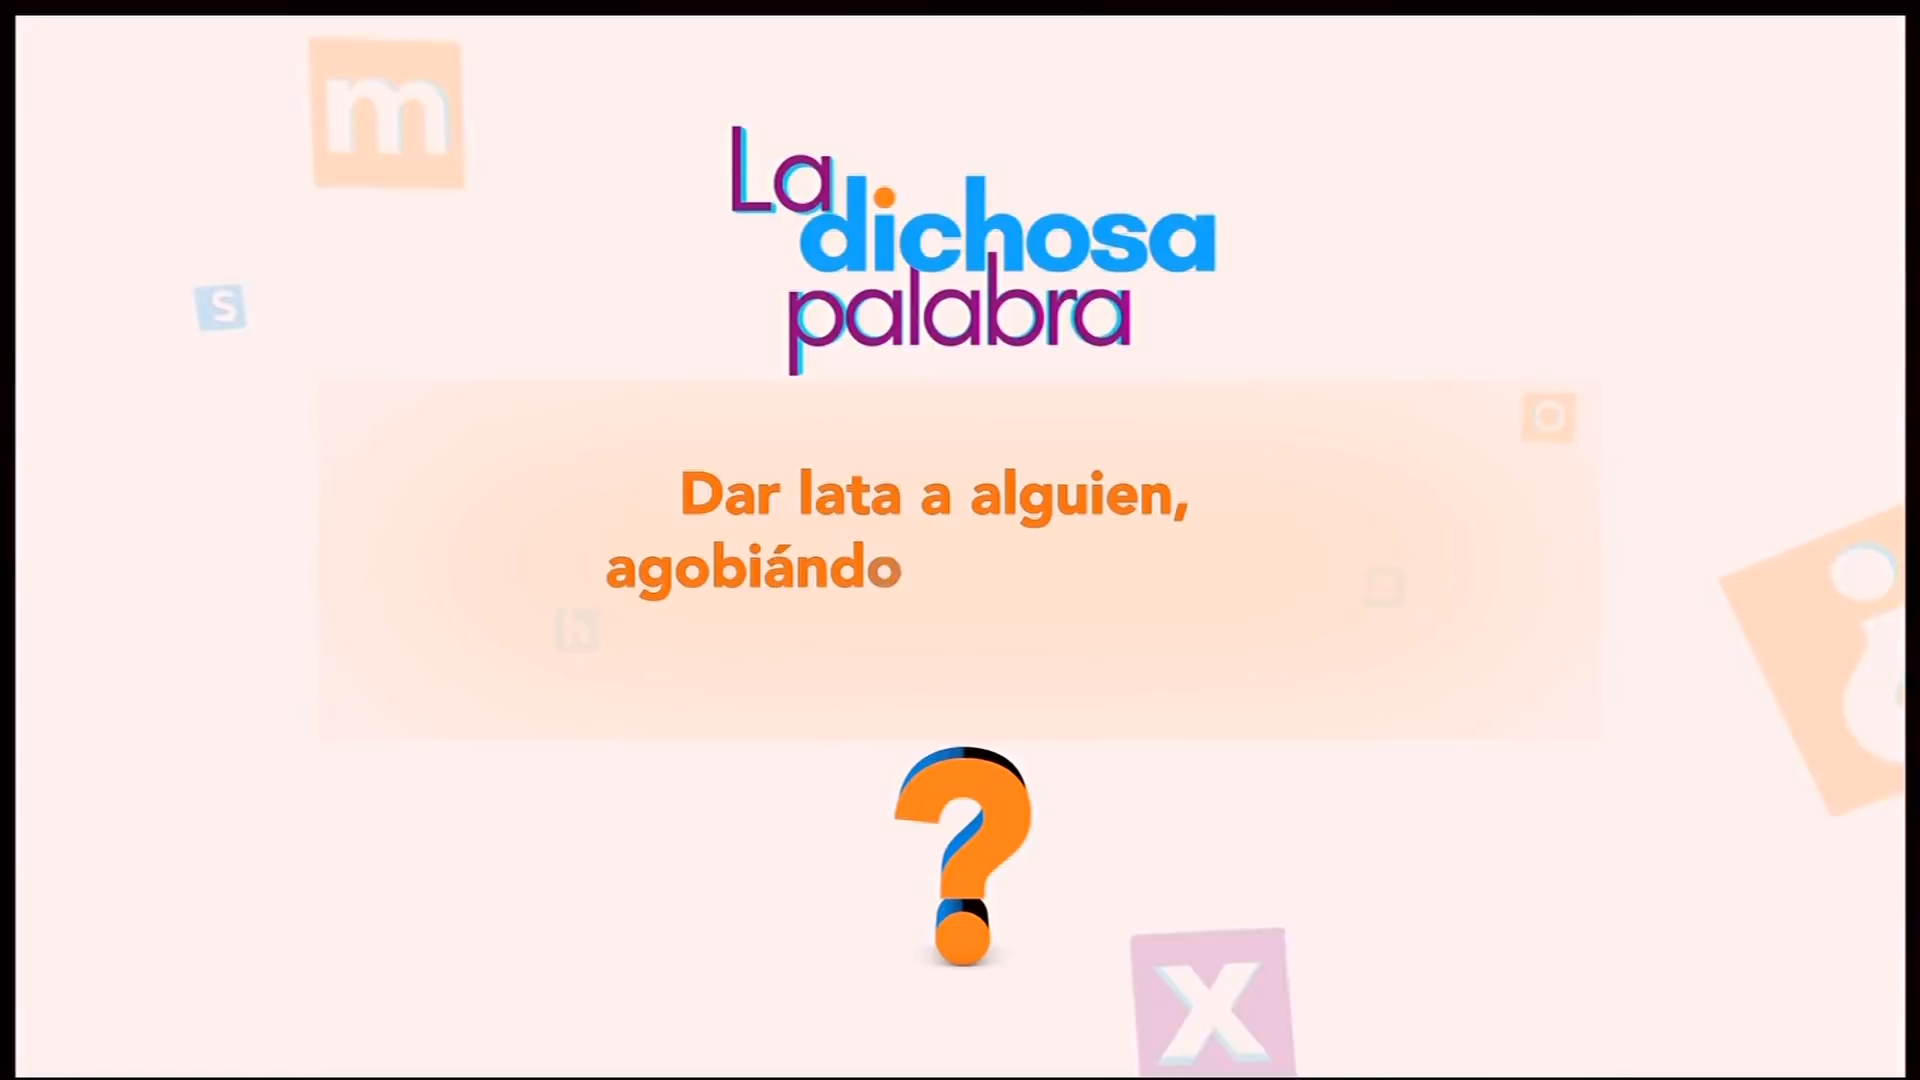 m
La
dichosa
palabra
s
o
Dar lata a alguien,
agobiándo
h
?
x